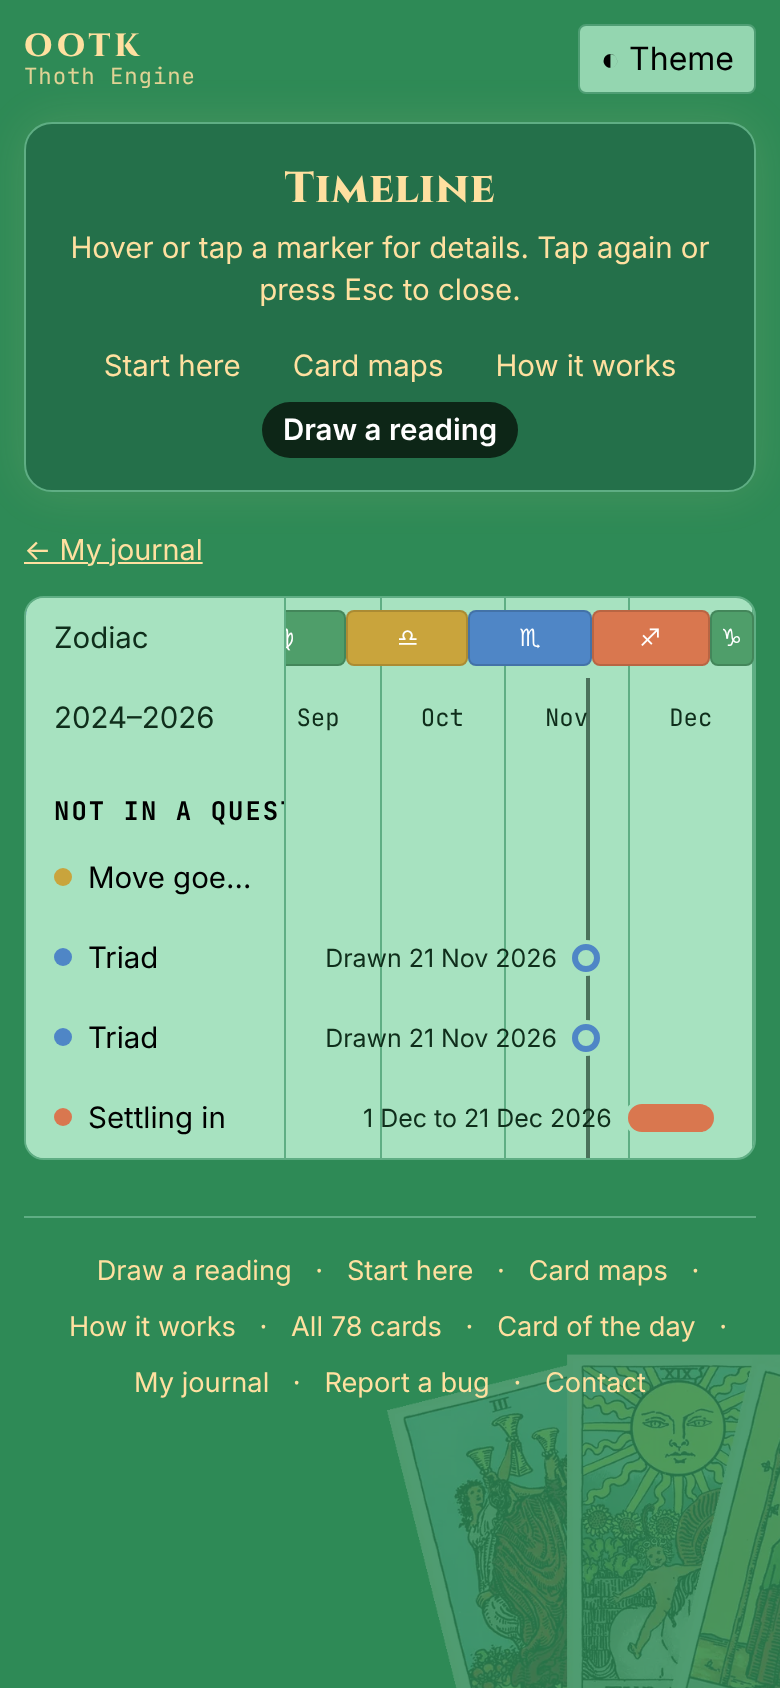 OOTK
Thoth Engine
◐ Theme
Timeline
Hover or tap a marker for details. Tap again or
press Esc to close.
Start here Card maps How it works
Draw a reading
← My journal
Zodiac ♍ ♎ ♏ ♐ ♑
2024–2026 Sep Oct Nov Dec
NOT IN A QUEST
Move goe…
Triad Drawn 21 Nov 2026
Triad Drawn 21 Nov 2026
Settling in 1 Dec to 21 Dec 2026
Draw a reading · Start here · Card maps ·
How it works · All 78 cards · Card of the day ·
My journal · Report a bug · Contact
III
XIX